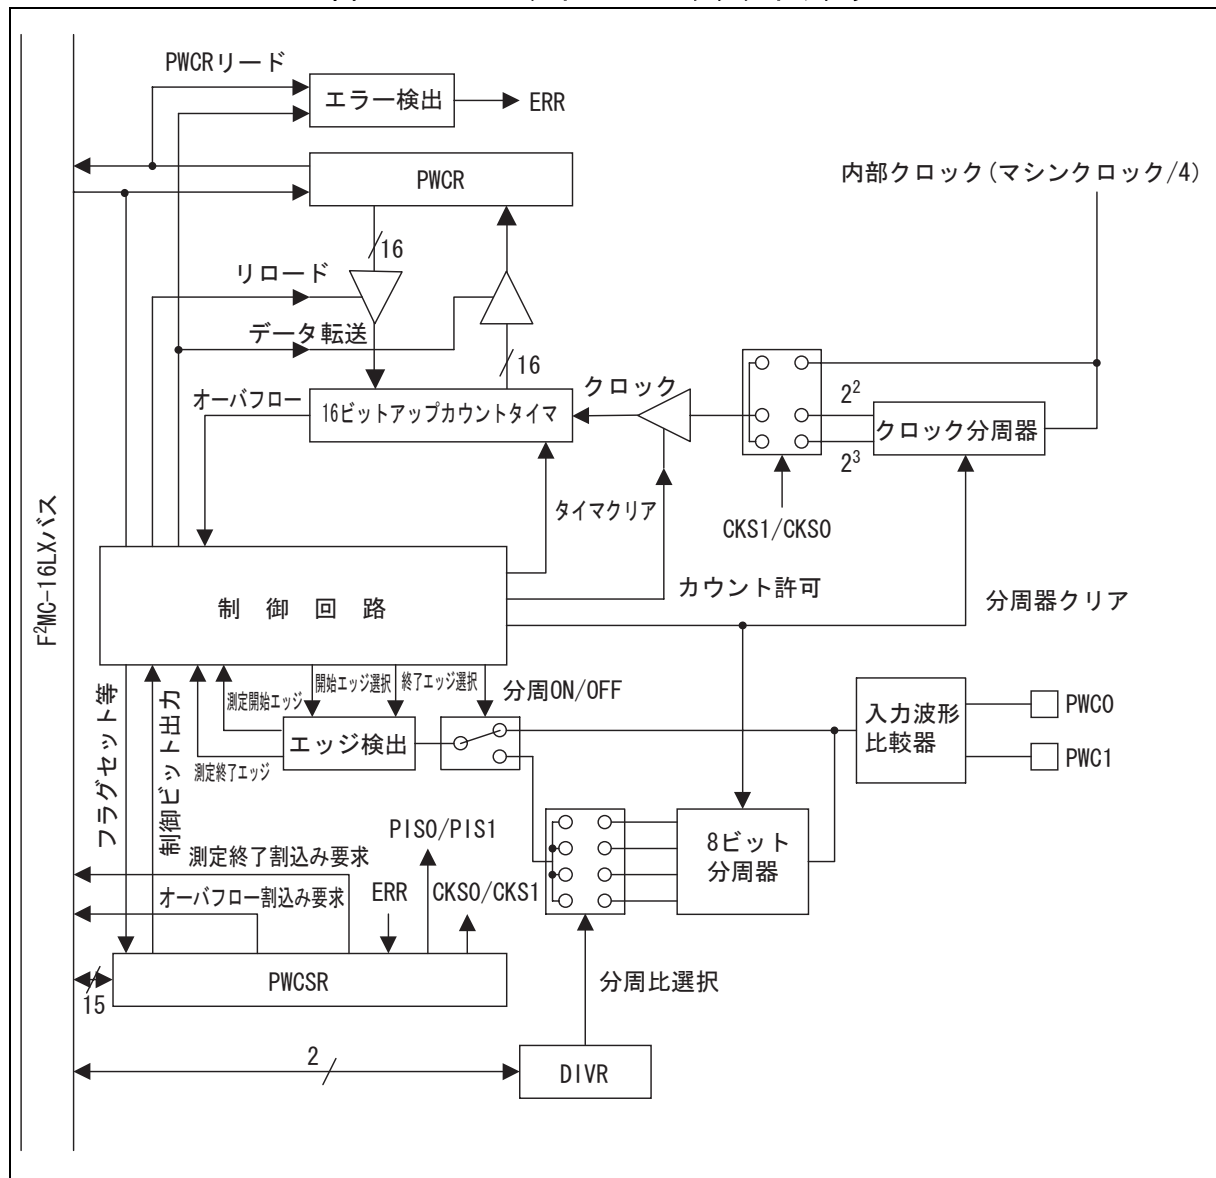 PWCRリード
エラー検出
ERR
PWCR
内部クロック(マシンクロック/4)
16
リロード
データ転送
16
クロック
オーバフロー
16ビットアップカウントタイマ
2²
クロック分周器
2³
タイマクリア
CKS1/CKS0
F²MC-16LXバス
制 御 回 路
カウント許可
分周器クリア
フラグセット等
制御ビット出力
測定開始エッジ
開始エッジ選択
終了エッジ選択
分周ON/OFF
エッジ検出
測定終了エッジ
入力波形
比較器
PWC0
PWC1
PIS0/PIS1
8ビット
分周器
測定終了割込み要求
オーバフロー割込み要求
ERR
CKS0/CKS1
PWCSR
15
分周比選択
2
DIVR